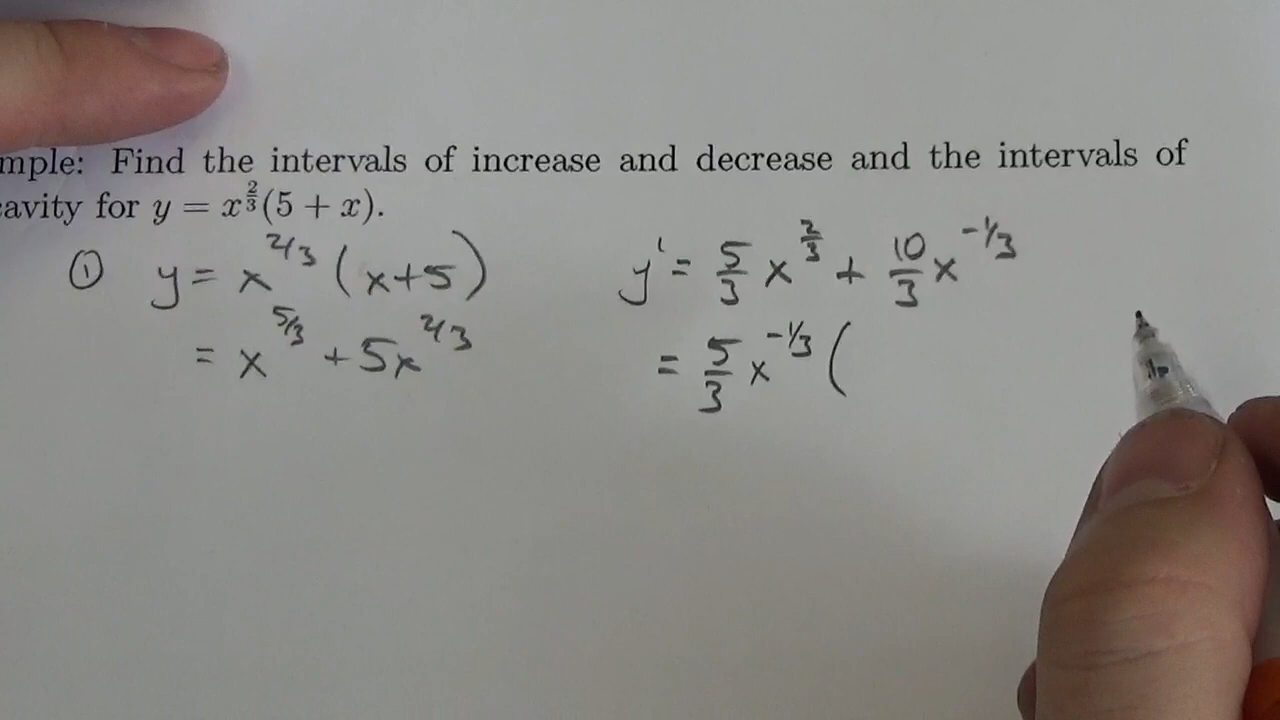 mple: Find the intervals of increase and decrease and the intervals of
cavity for y = x^{2/3}(5 + x).
① y = x^{2/3} (x+5)
= x^{5/3} + 5x^{2/3}
y' = 5/3 x^{2/3} + 10/3 x^{-1/3}
= 5/3 x^{-1/3} (